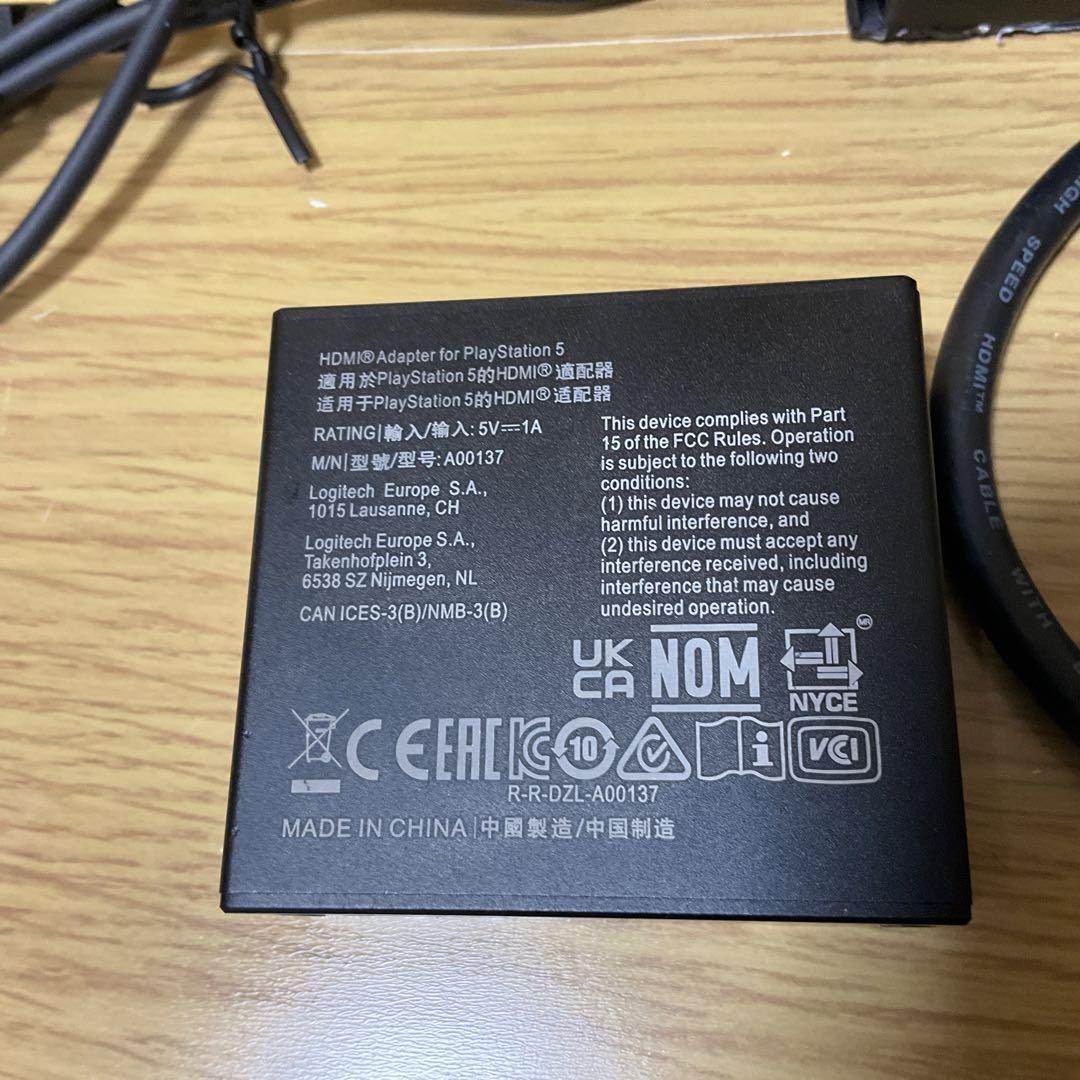 HDMI® Adapter for PlayStation 5
適用於PlayStation 5的HDMI® 適配器
适用于PlayStation 5的HDMI® 适配器
RATING|輸入/输入: 5V⎓1A
M/N|型號/型号: A00137
Logitech Europe S.A.,
1015 Lausanne, CH
Logitech Europe S.A.,
Takenhofplein 3,
6538 SZ Nijmegen, NL
CAN ICES-3(B)/NMB-3(B)
This device complies with Part
15 of the FCC Rules. Operation
is subject to the following two
conditions:
(1) this device may not cause
harmful interference, and
(2) this device must accept any
interference received, including
interference that may cause
undesired operation.
UK
CA
NOM
MR
NYCE
CE EAC KC 10 i VCCI
R-R-DZL-A00137
MADE IN CHINA|中國製造/中国制造
HIGH SPEED HDMI™ CABLE WITH